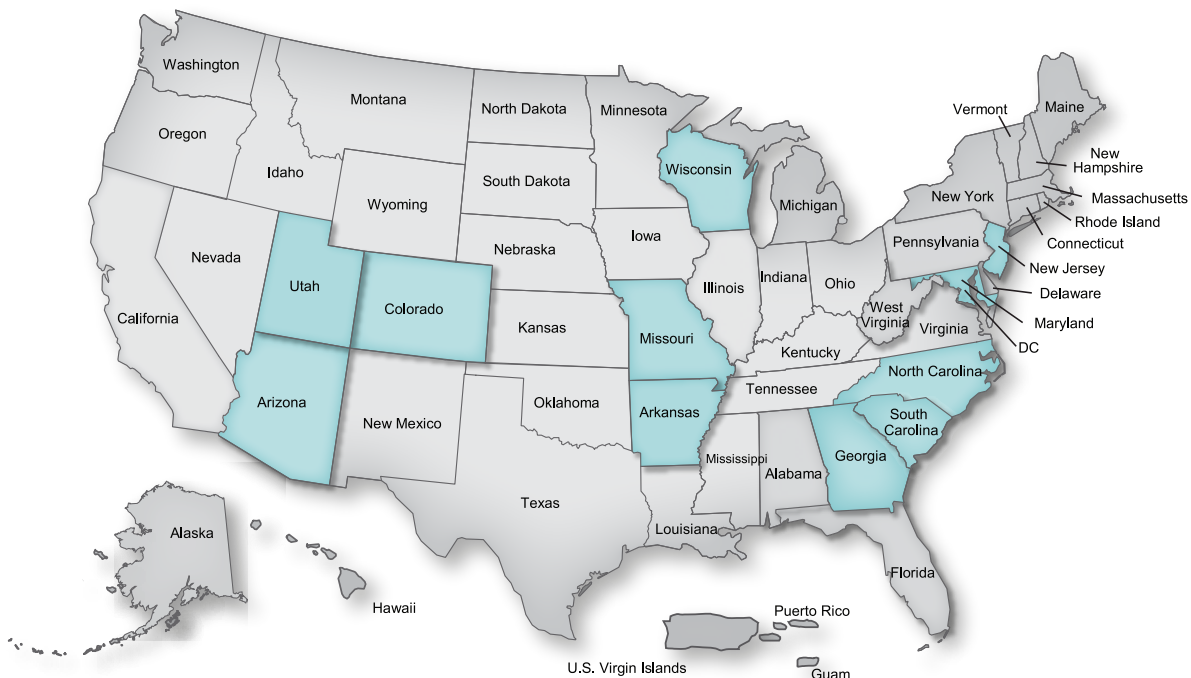 Washington
Montana
North Dakota
Minnesota
Vermont
Maine
Oregon
Idaho
Wisconsin
New
Hampshire
South Dakota
Wyoming
Michigan
New York
Massachusetts
Rhode Island
Iowa
Connecticut
Pennsylvania
Nebraska
Nevada
New Jersey
Utah
Illinois
Indiana
Ohio
Delaware
Colorado
West
Virginia
California
Kansas
Missouri
Virginia
Maryland
DC
Kentucky
North Carolina
Tennessee
Arizona
Oklahoma
Arkansas
New Mexico
South
Carolina
Georgia
Mississippi
Alabama
Texas
Louisiana
Alaska
Florida
Hawaii
Puerto Rico
U.S. Virgin Islands
Guam